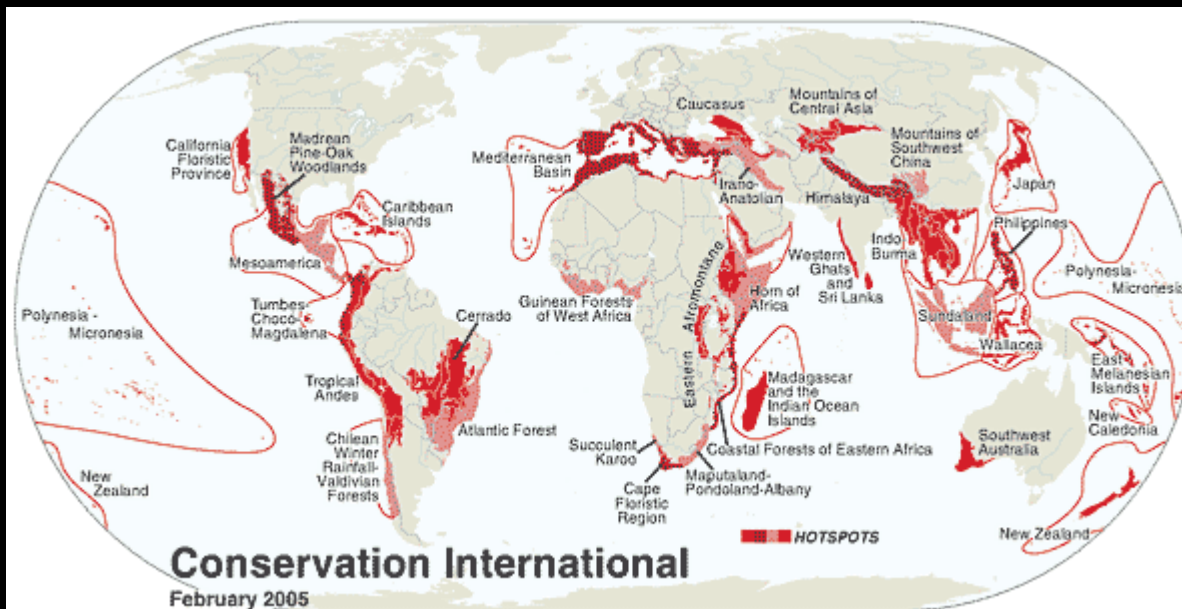 Caucasus
Mountains of
Central Asia
California
Floristic
Province
Madrean
Pine-Oak
Woodlands
Mediterranean
Basin
Mountains of
Southwest
China
Irano-
Anatolian
Himalaya
Japan
Caribbean
Islands
Philippines
Mesoamerica
Western
Ghats
and
Sri Lanka
Indo
Burma
Polynesia-
Micronesia
Guinean Forests
of West Africa
Horn of
Africa
Eastern Afromontane
Tumbes-
Chocó-
Magdalena
Cerrado
Polynesia -
Micronesia
Sundaland
Wallacea
East
Melanesian
Islands
Tropical
Andes
Madagascar
and the
Indian Ocean
Islands
New
Caledonia
Atlantic Forest
Chilean
Winter
Rainfall-
Valdivian
Forests
Succulent
Karoo
Coastal Forests of Eastern Africa
Southwest
Australia
Maputaland-
Pondoland-Albany
Cape
Floristic
Region
New
Zealand
New Zealand
HOTSPOTS
Conservation International
February 2005